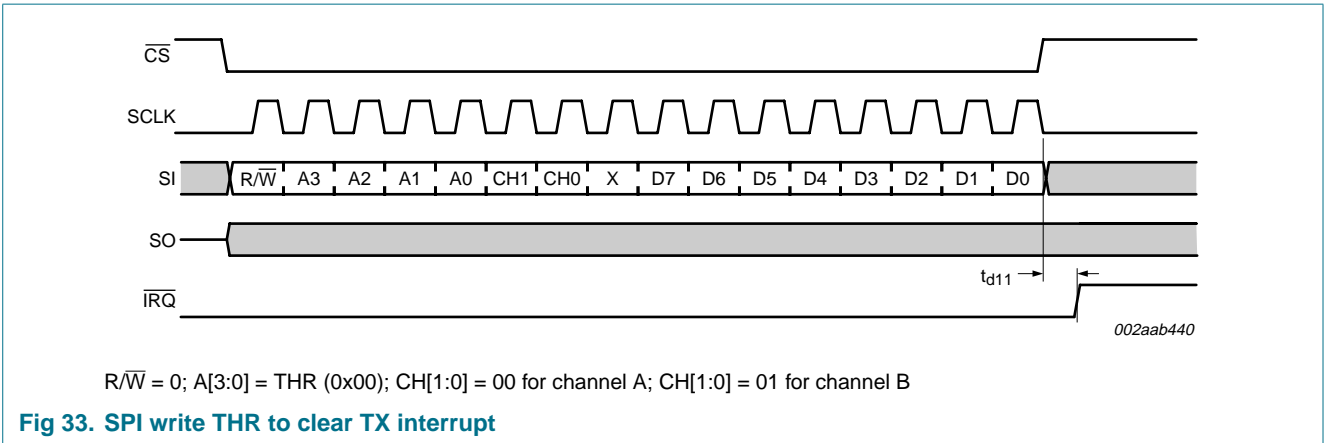 C̅S̅
SCLK
SI R/W̅ A3 A2 A1 A0 CH1 CH0 X D7 D6 D5 D4 D3 D2 D1 D0
SO
td11
I̅R̅Q̅
002aab440
R/W̅ = 0; A[3:0] = THR (0x00); CH[1:0] = 00 for channel A; CH[1:0] = 01 for channel B
Fig 33. SPI write THR to clear TX interrupt